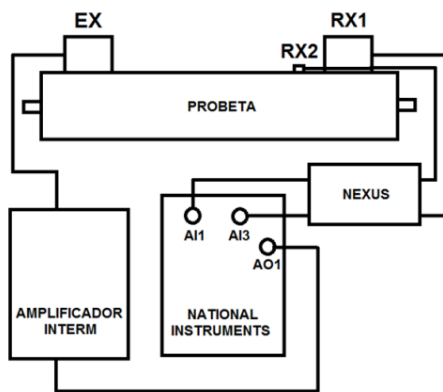 EX
RX1
RX2
PROBETA
NEXUS
AI1
AI3
AO1
AMPLIFICADOR
INTERM
NATIONAL
INSTRUMENTS